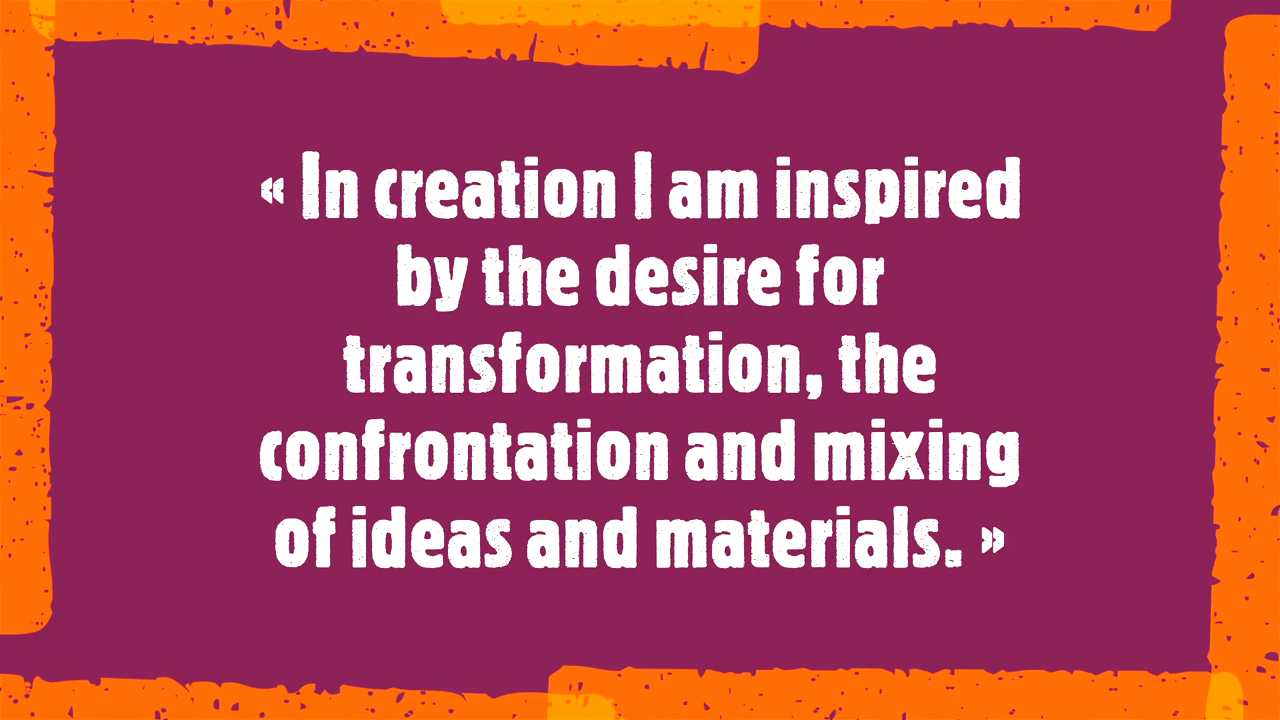 « In creation I am inspired
by the desire for
transformation, the
confrontation and mixing
of ideas and materials. »